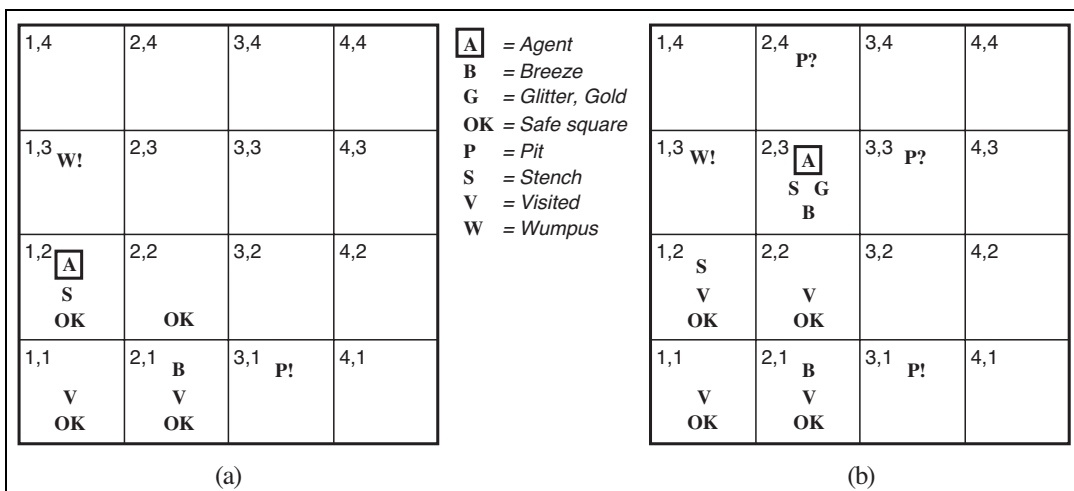 1,4 2,4 3,4 4,4
1,3 W! 2,3 3,3 4,3
1,2 A 2,2 3,2 4,2
S
OK OK
1,1 2,1 B 3,1 P! 4,1
V V
OK OK
(a)
A = Agent
B = Breeze
G = Glitter, Gold
OK = Safe square
P = Pit
S = Stench
V = Visited
W = Wumpus
1,4 2,4 P? 3,4 4,4
1,3 W! 2,3 A 3,3 P? 4,3
S G
B
1,2 S 2,2 3,2 4,2
V V
OK OK
1,1 2,1 B 3,1 P! 4,1
V V
OK OK
(b)